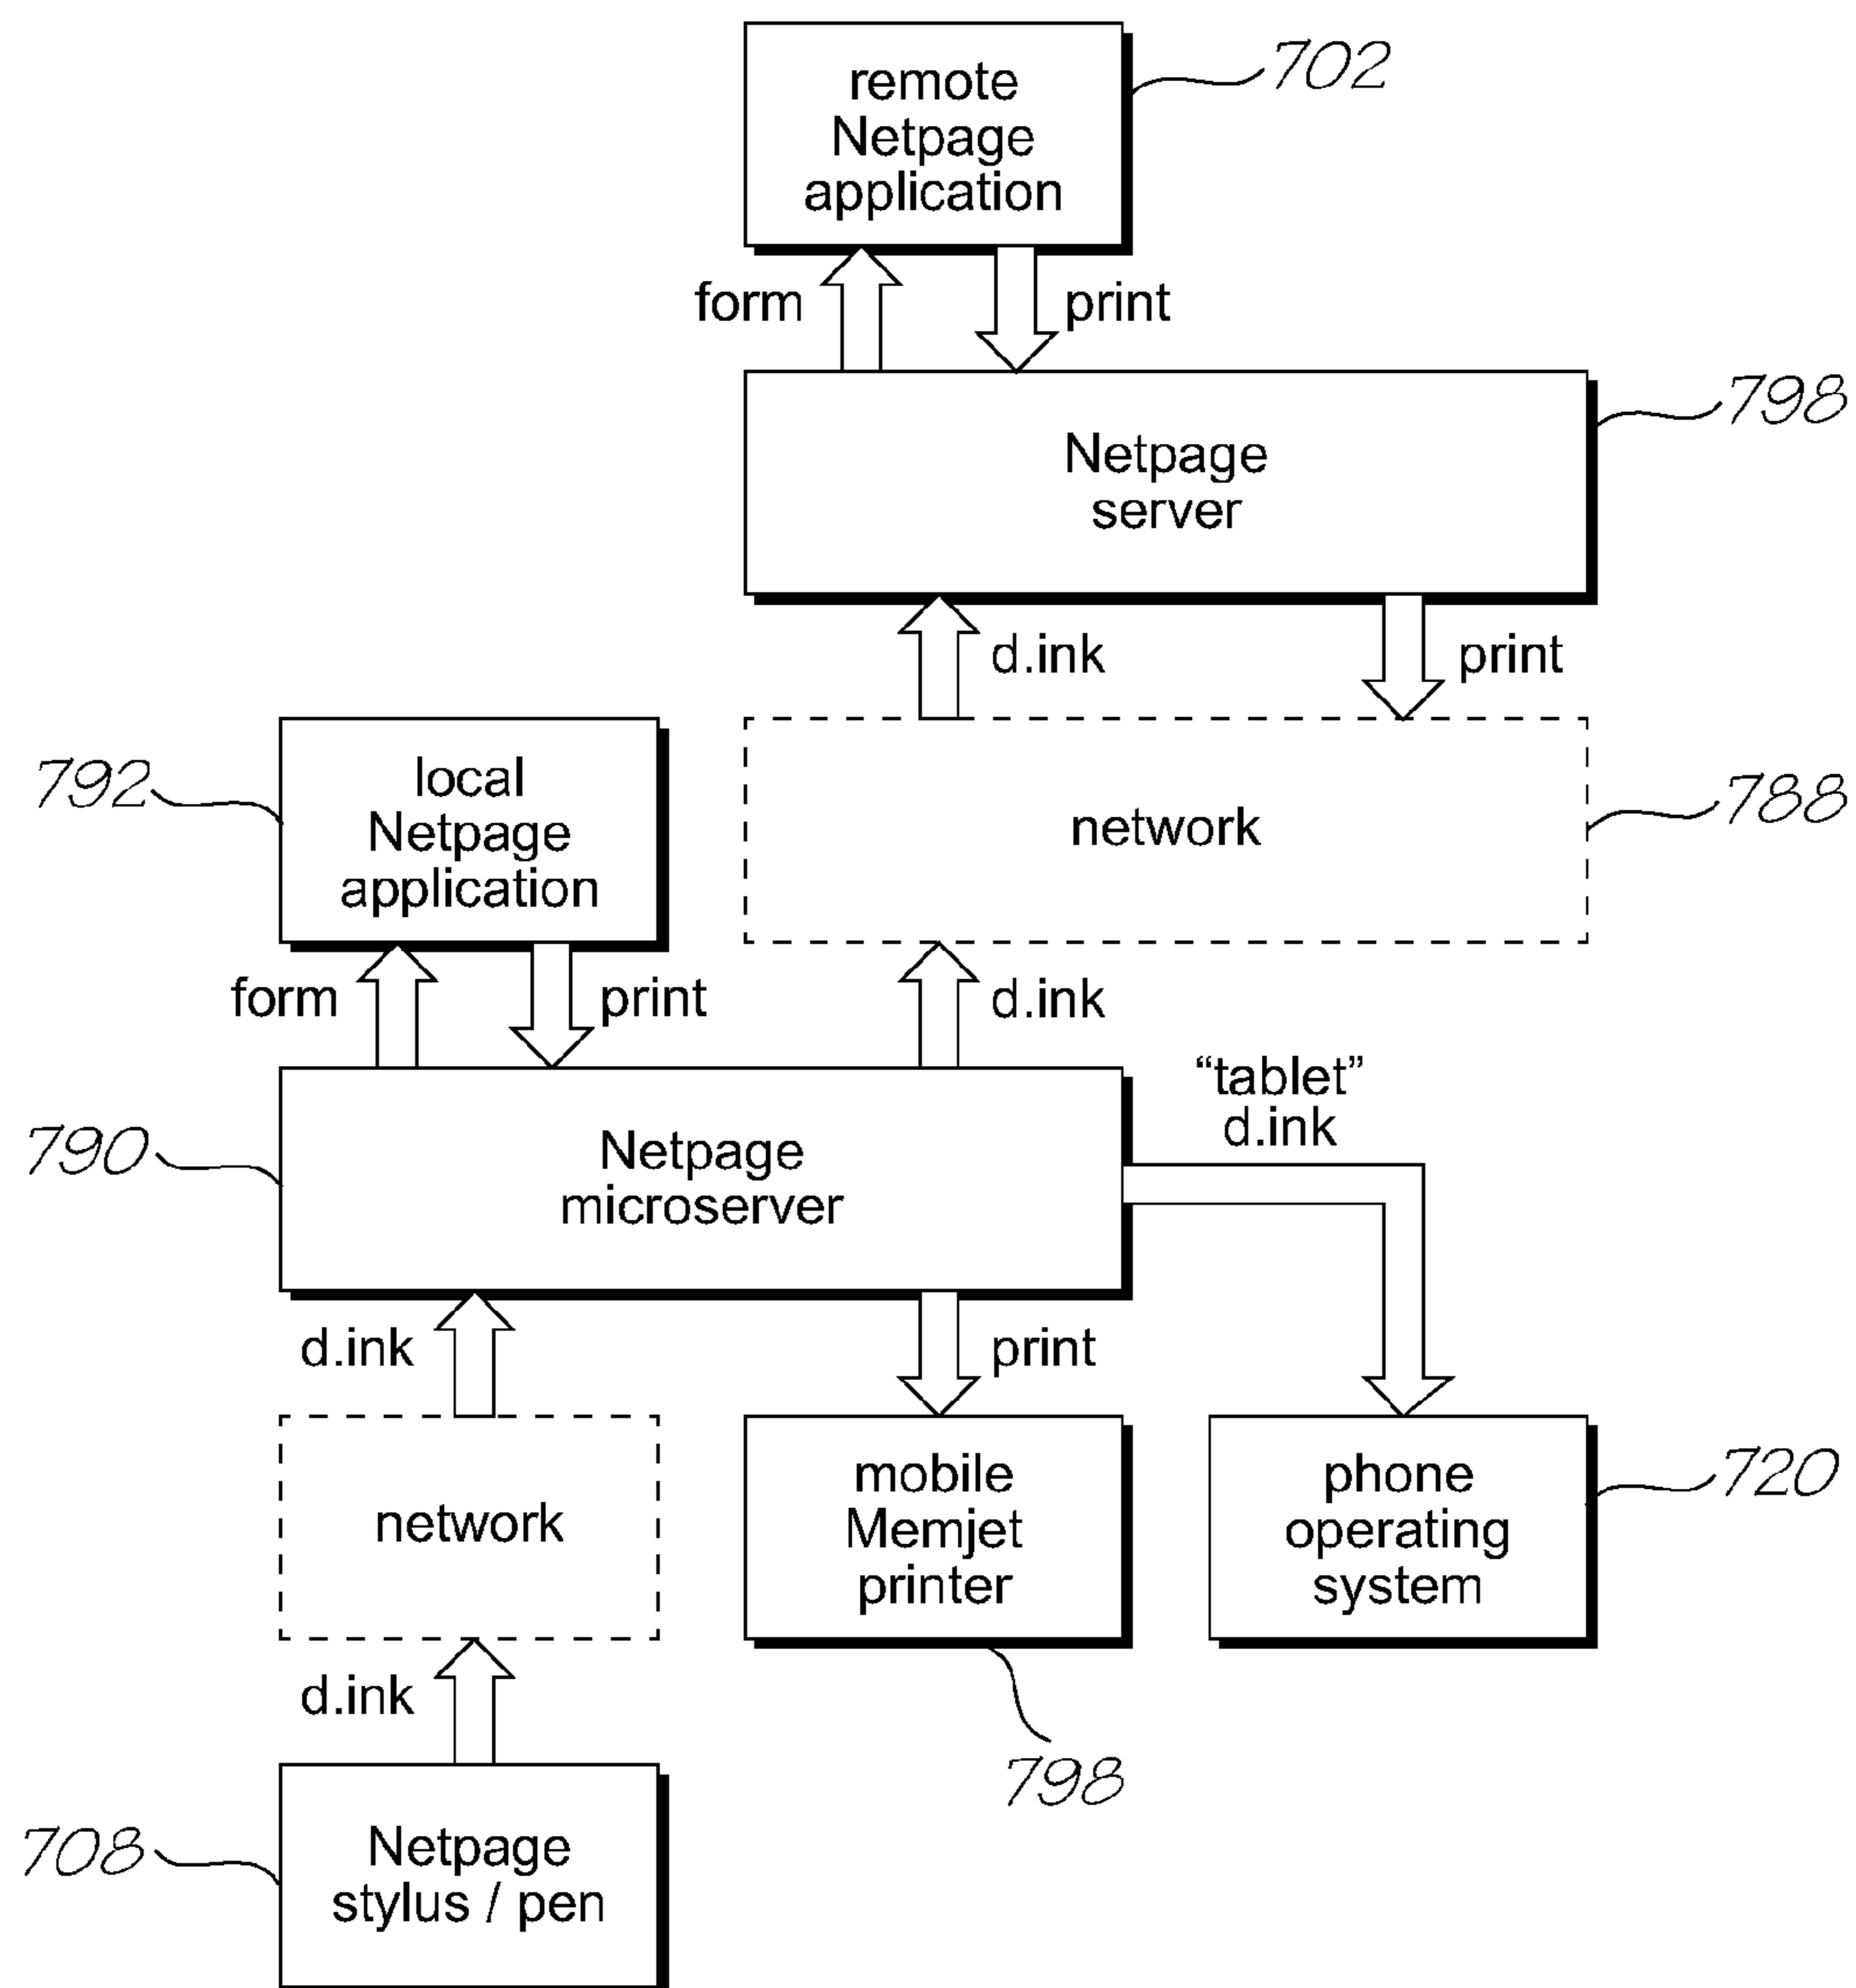 remote
Netpage
application
702
form
print
Netpage
server
798
d.ink
print
local
Netpage
application
792
network
788
form
print
d.ink
"tablet"
d.ink
Netpage
microserver
790
d.ink
print
network
mobile
Memjet
printer
phone
operating
system
720
d.ink
798
Netpage
stylus / pen
708